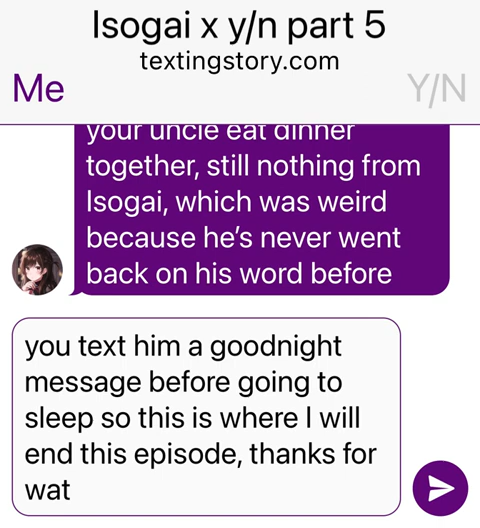 Isogai x y/n part 5
textingstory.com
Me
Y/N
your uncle eat dinner
together, still nothing from
Isogai, which was weird
because he's never went
back on his word before
you text him a goodnight
message before going to
sleep so this is where I will
end this episode, thanks for
wat